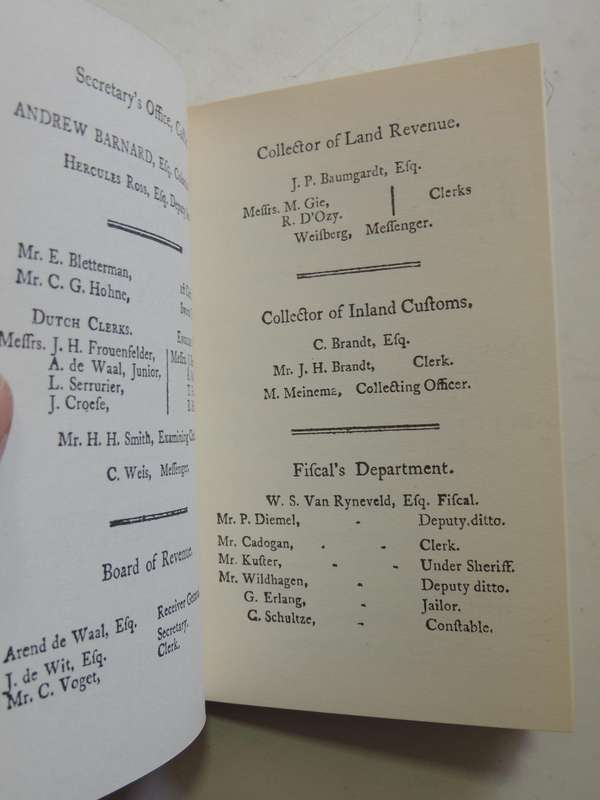 Secretary's Office,
ANDREW BARNARD, Eſq.
HERCULES ROSS, Eſq. Deputy
Mr. E. Bletterman,
Mr. C. G. Hohne,
DUTCH CLERKS.
Meſſrs. J. H. Frouenfelder,
A. de Waal, Junior,
L. Serrurier,
J. Croeſe,
Mr. H. H. Smith, Examining
C. Weis, Meſſenger.
Board of Revenue.
Arend de Waal, Eſq. Receiver
J. de Wit, Eſq. Secretary.
Mr. C. Voget, Clerk.
Collector of Land Revenue.
J. P. Baumgardt, Eſq.
Meſſrs. M. Gie,
R. D'Ozy. | Clerks
Weiſberg, Meſſenger.
Collector of Inland Cuſtoms,
C. Brandt, Eſq.
Mr. J. H. Brandt, Clerk.
M. Meinema, Collecting Officer.
Fiſcal's Department.
W. S. Van Ryneveld, Eſq. Fiſcal.
Mr. P. Diemel, - Deputy ditto.
Mr. Cadogan, - - Clerk.
Mr. Kuſter, - - Under Sheriff.
Mr. Wildhagen, - Deputy ditto.
G. Erlang, - Jailor.
G. Schultze, - Conſtable.